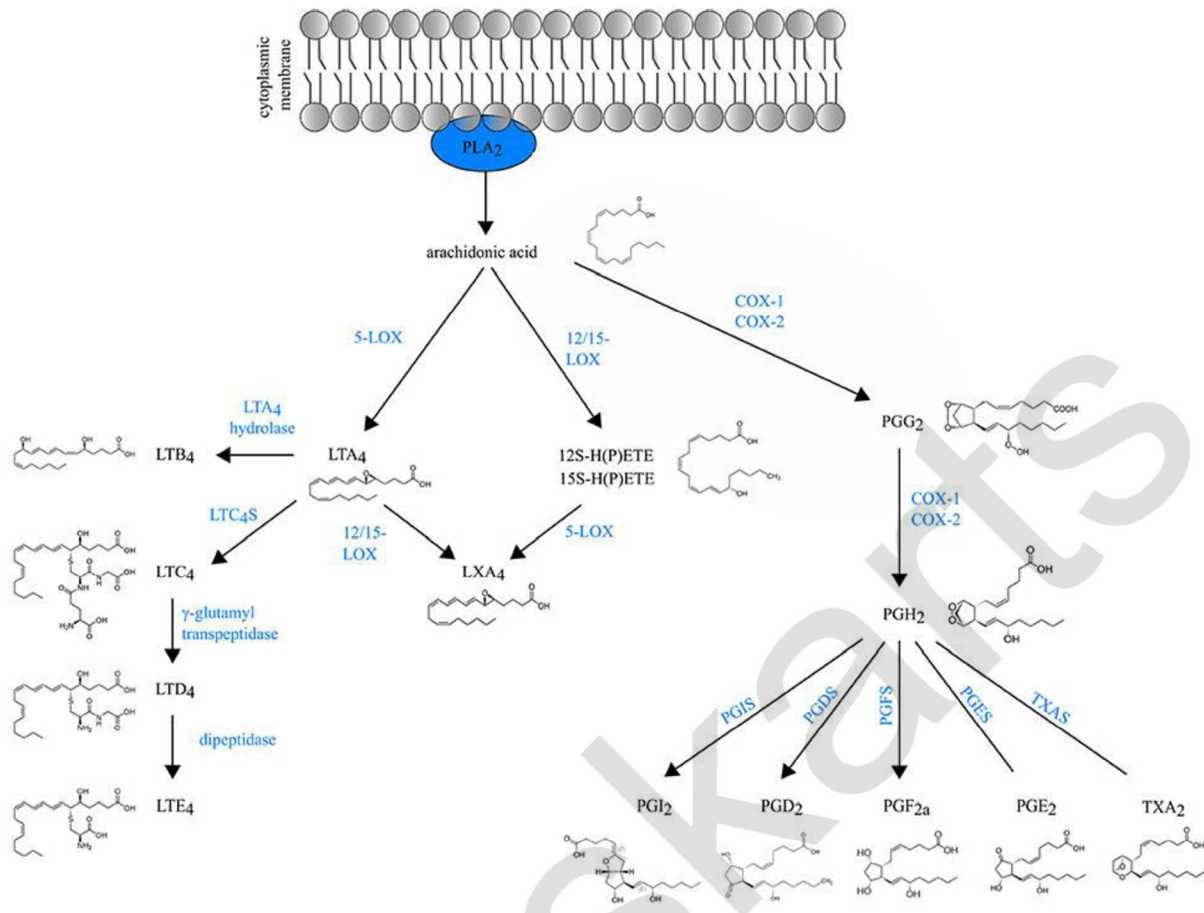 cytoplasmic
membrane
PLA2
arachidonic acid
COX-1
COX-2
5-LOX
12/15-
LOX
LTA4
hydrolase
LTB4
LTA4
12S-H(P)ETE
15S-H(P)ETE
PGG2
LTC4S
12/15-
LOX
5-LOX
COX-1
COX-2
LTC4
LXA4
γ-glutamyl
transpeptidase
PGH2
LTD4
PGIS
PGDS
PGFS
PGES
TXAS
dipeptidase
LTE4
PGI2
PGD2
PGF2a
PGE2
TXA2